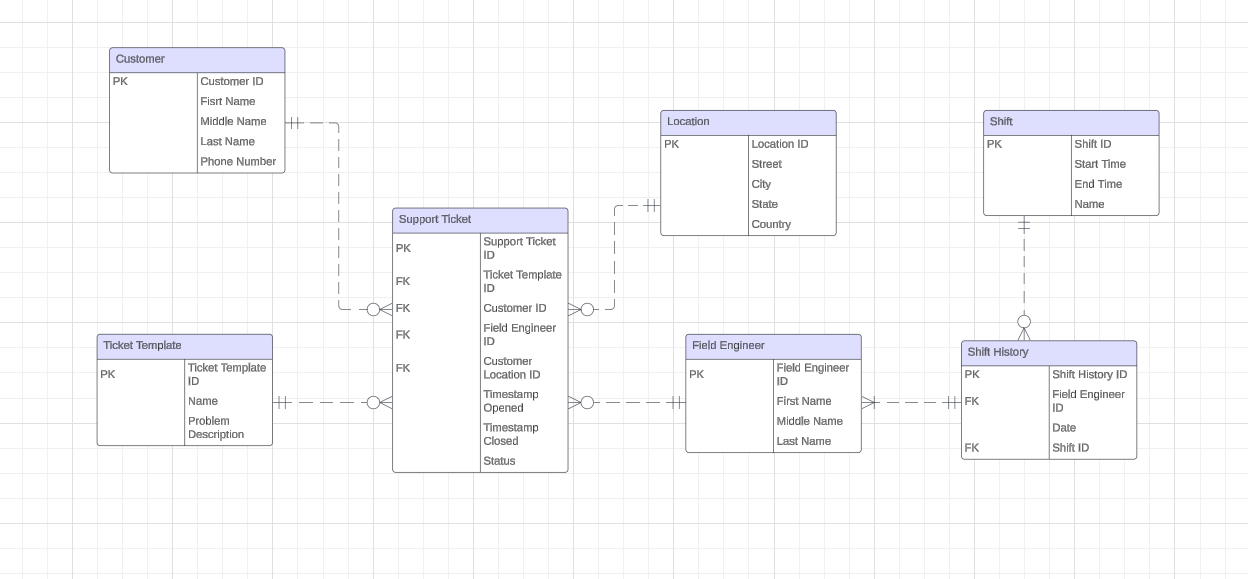 Customer
PK Customer ID
Fisrt Name
Middle Name
Last Name
Phone Number
Location
PK Location ID
Street
City
State
Country
Shift
PK Shift ID
Start Time
End Time
Name
Support Ticket
PK Support Ticket
ID
FK Ticket Template
ID
FK Customer ID
FK Field Engineer
ID
FK Customer
Location ID
Timestamp
Opened
Timestamp
Closed
Status
Ticket Template
PK Ticket Template
ID
Name
Problem
Description
Field Engineer
PK Field Engineer
ID
First Name
Middle Name
Last Name
Shift History
PK Shift History ID
FK Field Engineer
ID
Date
FK Shift ID